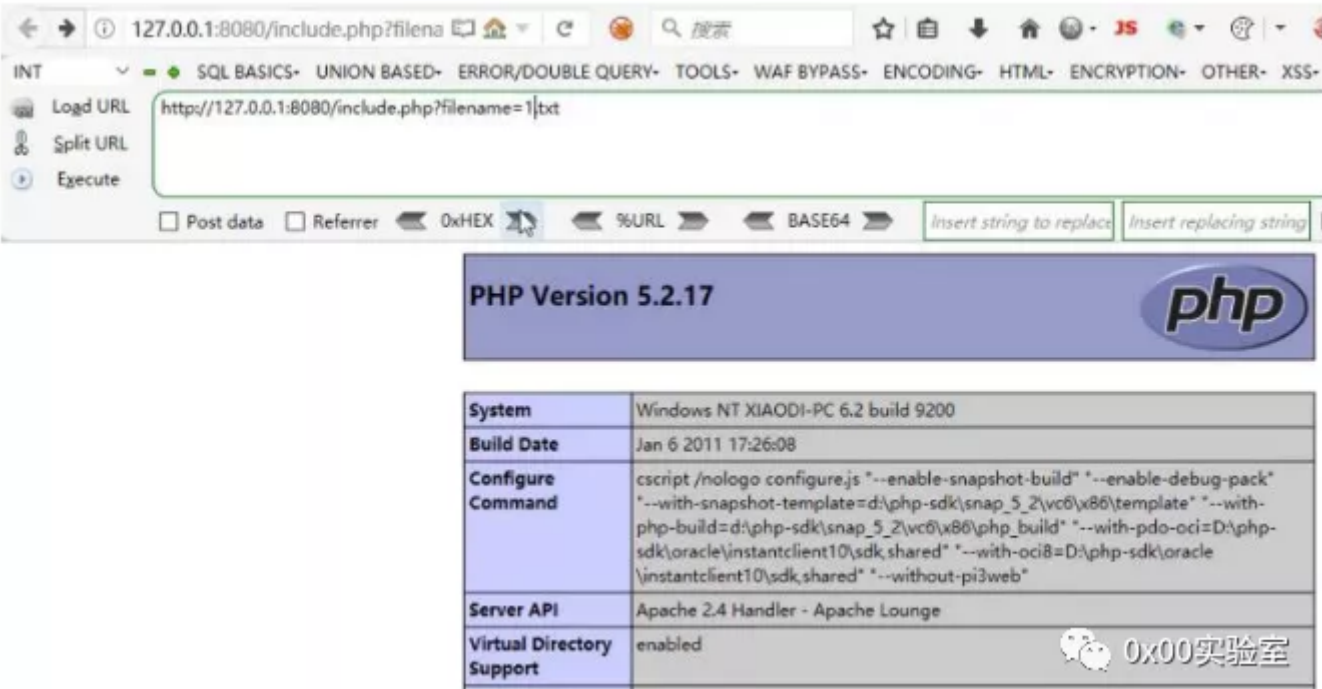 127.0.0.1:8080/include.php?filena
搜索
JS
INT
SQL BASICS- UNION BASED- ERROR/DOUBLE QUERY- TOOLS- WAF BYPASS- ENCODING- HTML- ENCRYPTION- OTHER- XSS-
Load URL
http://127.0.0.1:8080/include.php?filename=1.txt
Split URL
Execute
Post data Referrer 0xHEX %URL BASE64 Insert string to replace Insert replacing string
PHP Version 5.2.17
php
System Windows NT XIAODI-PC 6.2 build 9200
Build Date Jan 6 2011 17:26:08
Configure cscript /nologo configure.js "--enable-snapshot-build" "--enable-debug-pack"
Command "--with-snapshot-template=d:\php-sdk\snap_5_2\vc6\x86\template" "--with-
php-build=d:\php-sdk\snap_5_2\vc6\x86\php_build" "--with-pdo-oci=D:\php-
sdk\oracle\instantclient10\sdk,shared" "--with-oci8=D:\php-sdk\oracle
\instantclient10\sdk,shared" "--without-pi3web"
Server API Apache 2.4 Handler - Apache Lounge
Virtual Directory enabled
Support
0x00实验室